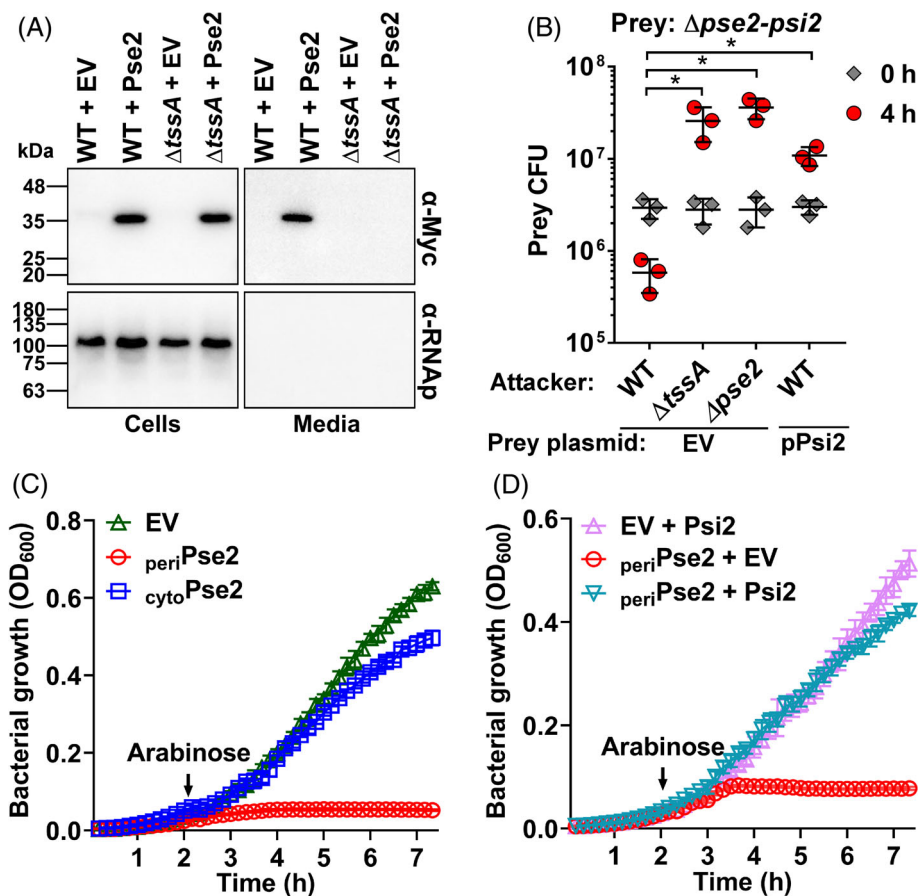 (A)
WT + EV
WT + Pse2
ΔtssA + EV
ΔtssA + Pse2
WT + EV
WT + Pse2
ΔtssA + EV
ΔtssA + Pse2
kDa
48
35
25
20
α-Myc
180
135
100
75
63
α-RNAp
Cells
Media
(B)
Prey: Δpse2-psi2
*
*
*
0 h
4 h
Prey CFU
10⁸
10⁷
10⁶
10⁵
Attacker:
WT
ΔtssA
Δpse2
WT
Prey plasmid:
EV
pPsi2
(C)
EV
periPse2
cytoPse2
Bacterial growth (OD₆₀₀)
0.8
0.6
0.4
0.2
0.0
Arabinose
1 2 3 4 5 6 7
Time (h)
(D)
EV + Psi2
periPse2 + EV
periPse2 + Psi2
Bacterial growth (OD₆₀₀)
0.6
0.4
0.2
0.0
Arabinose
1 2 3 4 5 6 7
Time (h)